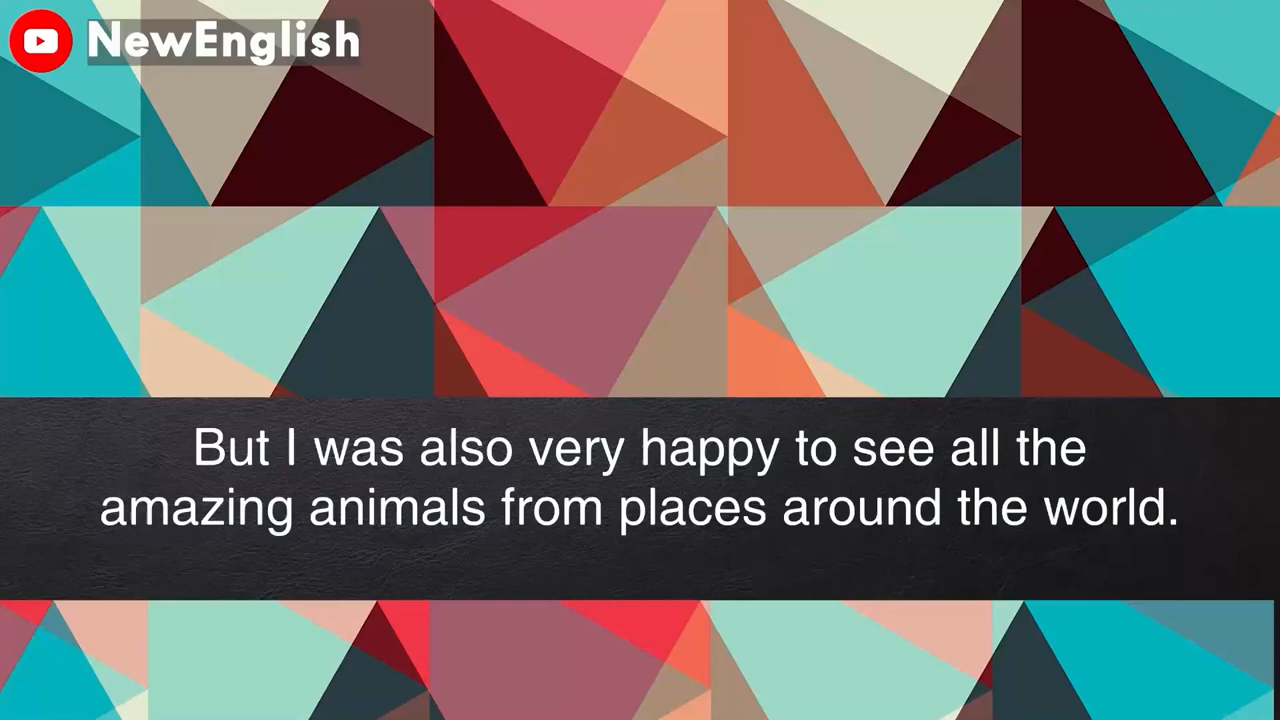 NewEnglish
But I was also very happy to see all the
amazing animals from places around the world.